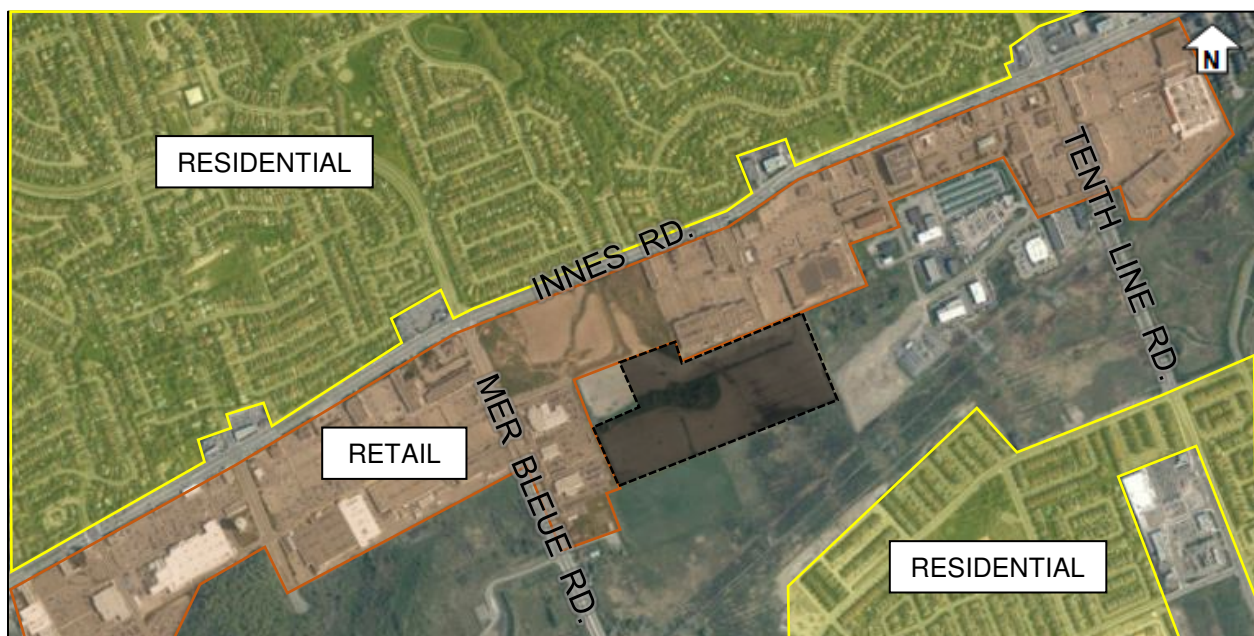 N
RESIDENTIAL
TENTH LINE RD.
INNES RD.
MER BLEUE RD.
RETAIL
RESIDENTIAL